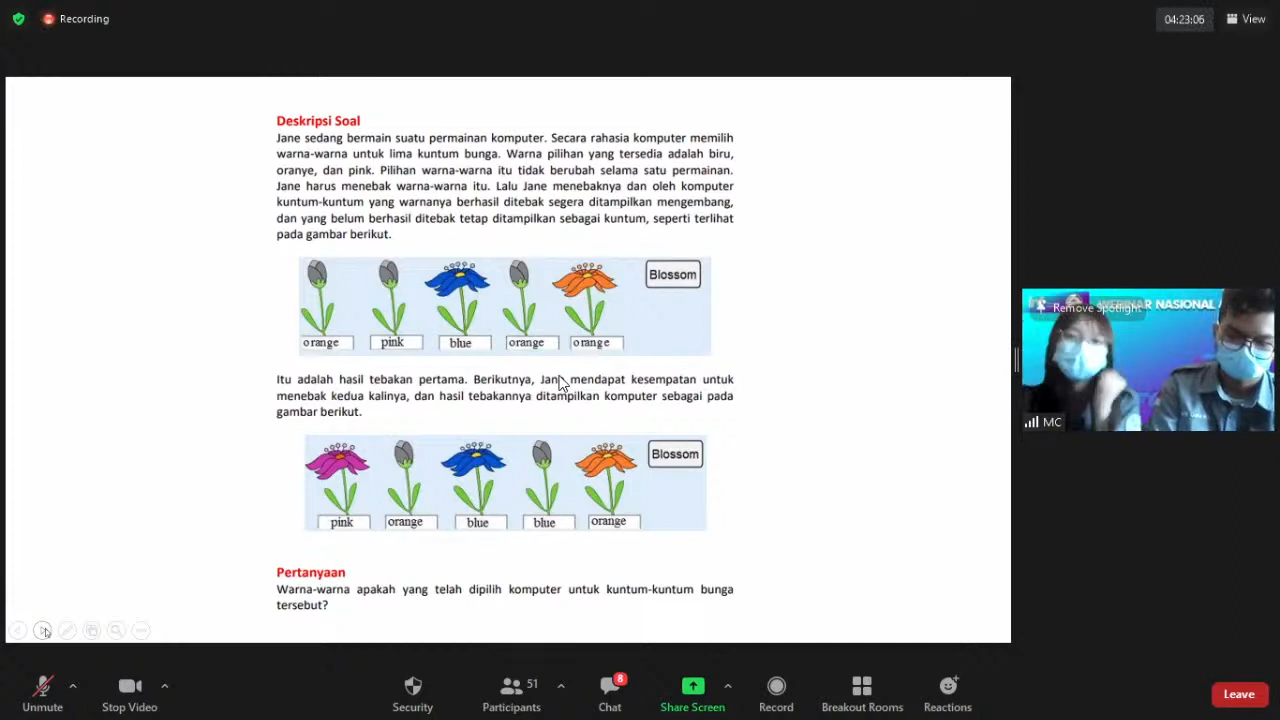 Recording
04:23:06
View
Deskripsi Soal
Jane sedang bermain suatu permainan komputer. Secara rahasia komputer memilih
warna-warna untuk lima kuntum bunga. Warna pilihan yang tersedia adalah biru,
oranye, dan pink. Pilihan warna-warna itu tidak berubah selama satu permainan.
Jane harus menebak warna-warna itu. Lalu Jane menebaknya dan oleh komputer
kuntum-kuntum yang warnanya berhasil ditebak segera ditampilkan mengembang,
dan yang belum berhasil ditebak tetap ditampilkan sebagai kuntum, seperti terlihat
pada gambar berikut.
Blossom
orange pink blue orange orange
Itu adalah hasil tebakan pertama. Berikutnya, Jane mendapat kesempatan untuk
menebak kedua kalinya, dan hasil tebakannya ditampilkan komputer sebagai pada
gambar berikut.
Blossom
pink orange blue blue orange
Pertanyaan
Warna-warna apakah yang telah dipilih komputer untuk kuntum-kuntum bunga
tersebut?
Remove Spotlight
NASIONAL
MC
Unmute
Stop Video
Security
51
Participants
8
Chat
Share Screen
Record
Breakout Rooms
Reactions
Leave